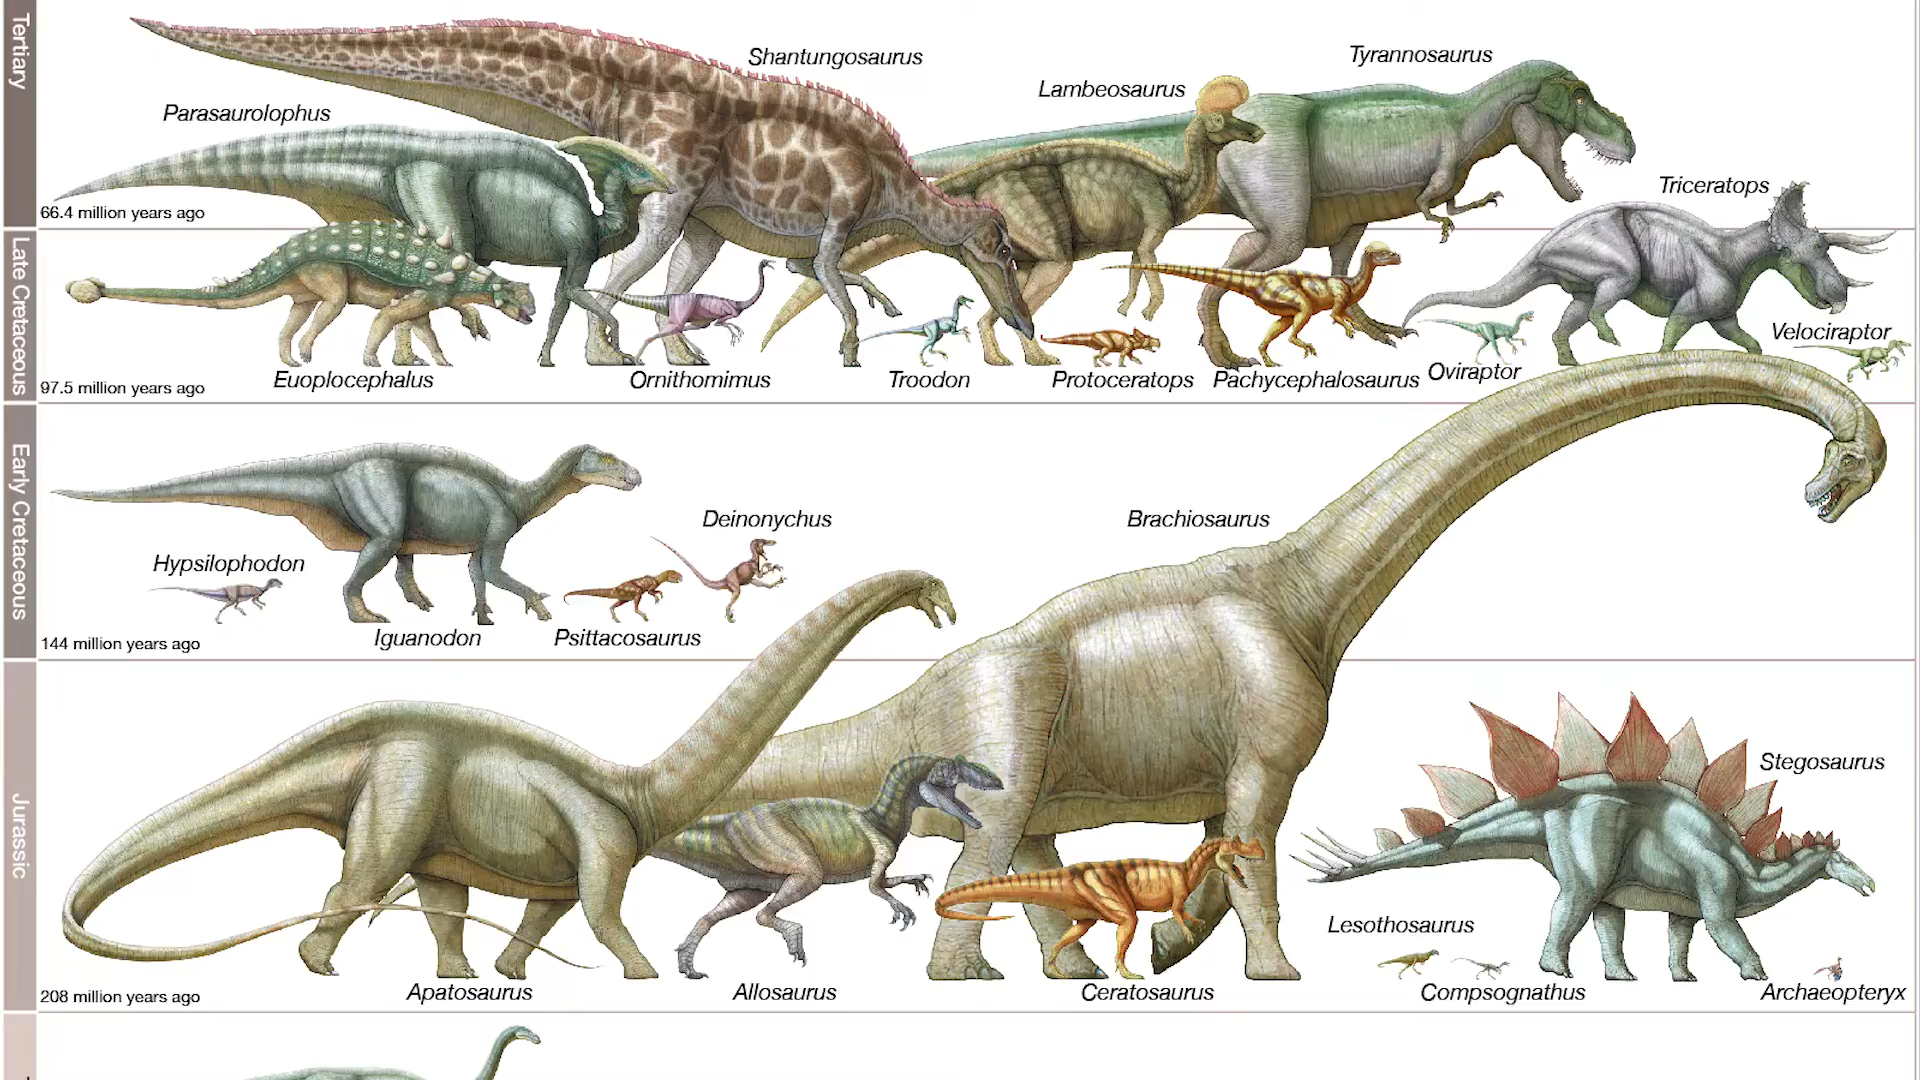 Tertiary
Shantungosaurus
Tyrannosaurus
Lambeosaurus
Parasaurolophus
Triceratops
66.4 million years ago
Late Cretaceous
Velociraptor
Euoplocephalus
Ornithomimus
Troodon
Protoceratops
Pachycephalosaurus
Oviraptor
97.5 million years ago
Early Cretaceous
Deinonychus
Brachiosaurus
Hypsilophodon
Iguanodon
Psittacosaurus
144 million years ago
Jurassic
Stegosaurus
Lesothosaurus
Apatosaurus
Allosaurus
Ceratosaurus
Compsognathus
Archaeopteryx
208 million years ago